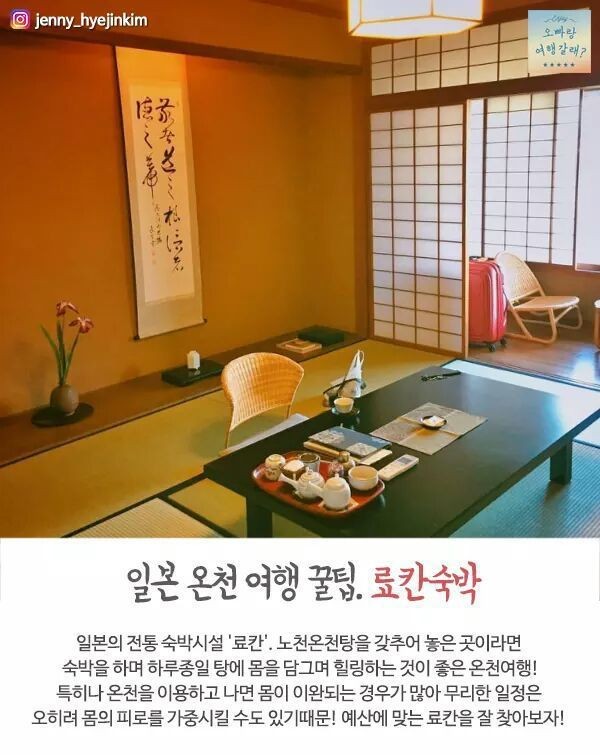 jenny_hyejinkim
오빠랑
여행갈래?
일본 온천 여행 꿀팁. 료칸숙박
일본의 전통 숙박시설 '료칸'. 노천온천탕을 갖추어 놓은 곳이라면
숙박을 하며 하루종일 탕에 몸을 담그며 힐링하는 것이 좋은 온천여행!
특히나 온천을 이용하고 나면 몸이 이완되는 경우가 많아 무리한 일정은
오히려 몸의 피로를 가중시킬 수도 있기때문! 예산에 맞는 료칸을 잘 찾아보자!